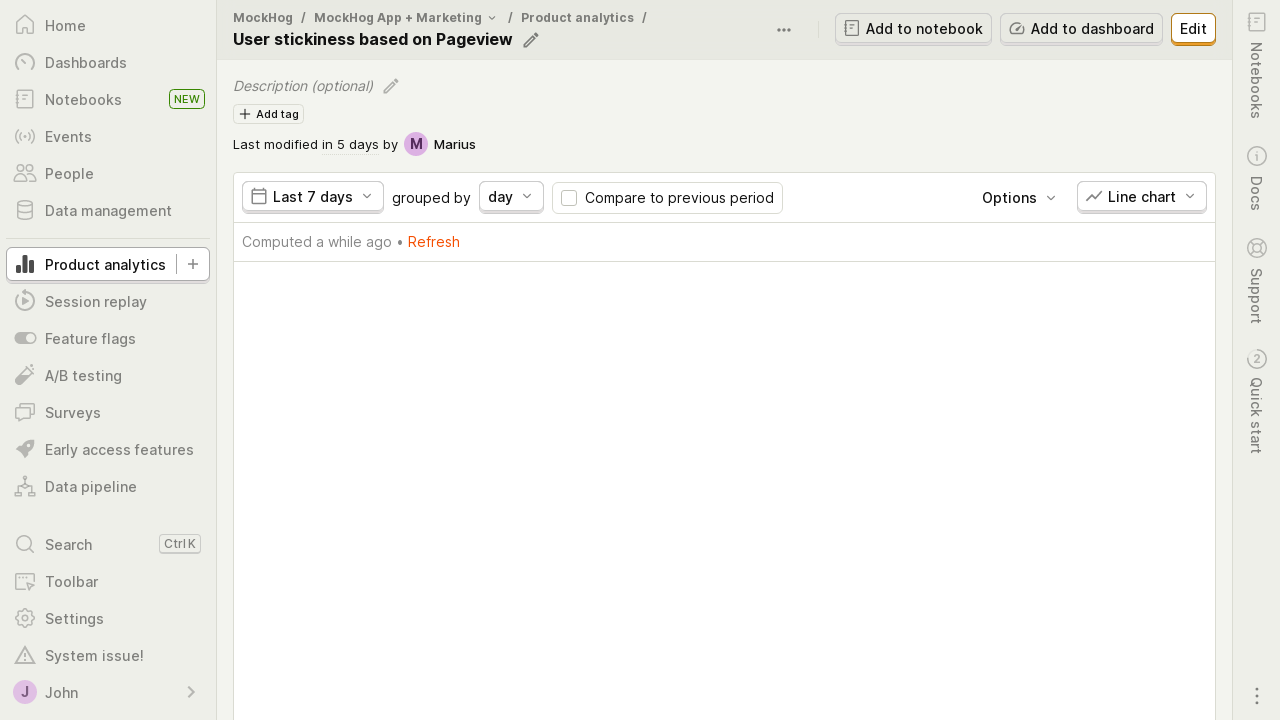 Home
Dashboards
Notebooks NEW
Events
People
Data management
Product analytics
Session replay
Feature flags
A/B testing
Surveys
Early access features
Data pipeline
Search Ctrl K
Toolbar
Settings
System issue!
J John
MockHog / MockHog App + Marketing / Product analytics /
User stickiness based on Pageview
Add to notebook Add to dashboard Edit
Description (optional)
Add tag
Last modified in 5 days by M Marius
Last 7 days grouped by day Compare to previous period Options Line chart
Computed a while ago • Refresh
Notebooks
Docs
Support
2 Quick start